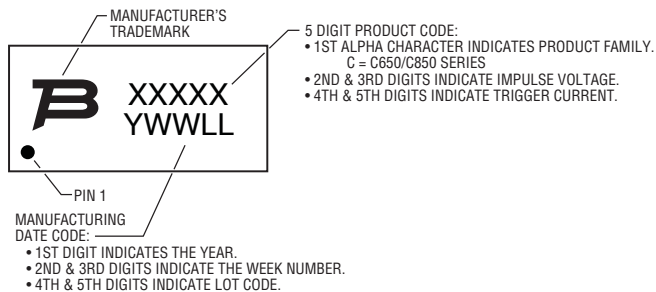 MANUFACTURER'S
TRADEMARK
5 DIGIT PRODUCT CODE:
• 1ST ALPHA CHARACTER INDICATES PRODUCT FAMILY.
C = C650/C850 SERIES
• 2ND & 3RD DIGITS INDICATE IMPULSE VOLTAGE.
• 4TH & 5TH DIGITS INDICATE TRIGGER CURRENT.
B
XXXXX
YWWLL
PIN 1
MANUFACTURING
DATE CODE:
• 1ST DIGIT INDICATES THE YEAR.
• 2ND & 3RD DIGITS INDICATE THE WEEK NUMBER.
• 4TH & 5TH DIGITS INDICATE LOT CODE.